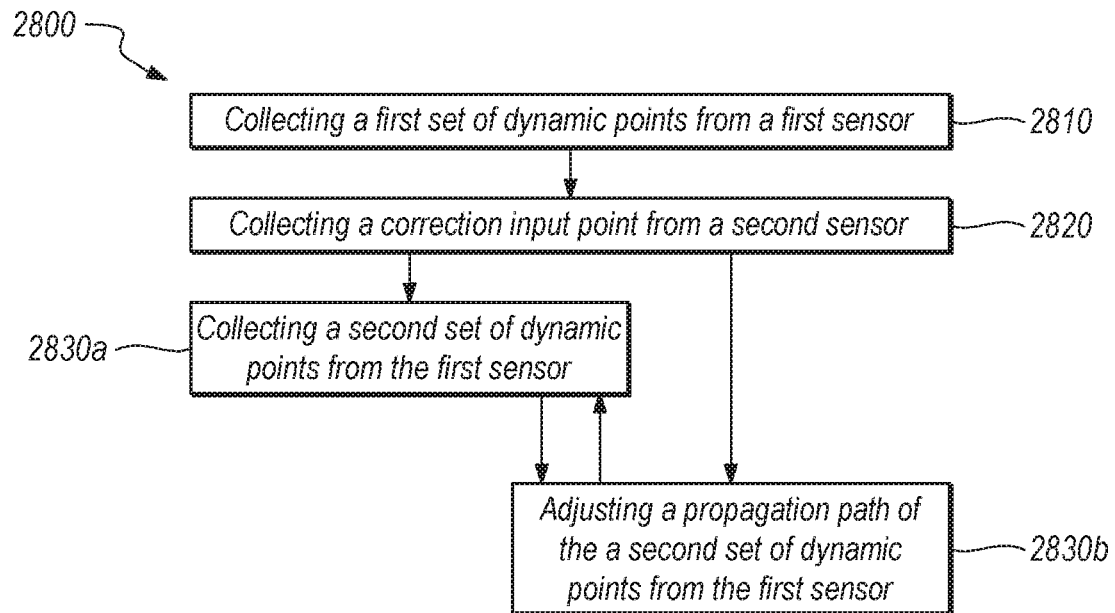 2800
Collecting a first set of dynamic points from a first sensor
2810
Collecting a correction input point from a second sensor
2820
Collecting a second set of dynamic
points from the first sensor
2830a
Adjusting a propagation path of
the a second set of dynamic
points from the first sensor
2830b